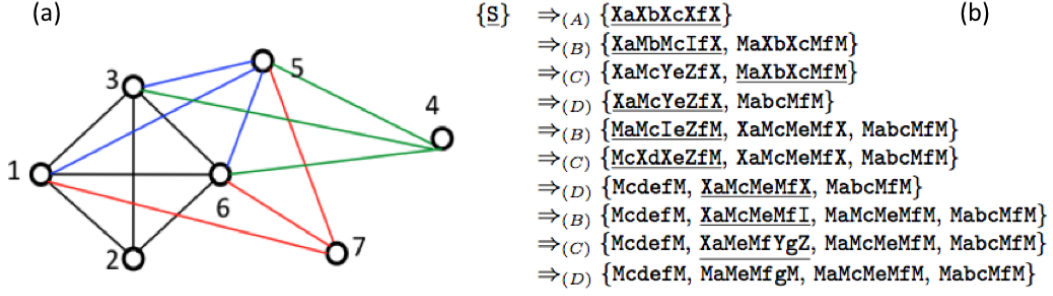 (a)
3
5
4
1
6
2
7
{S} ⇒(A) {XaXbXcXfX} (b)
⇒(B) {XaMbMcIfX, MaXbXcMfM}
⇒(C) {XaMcYeZfX, MaXbXcMfM}
⇒(D) {XaMcYeZfX, MabcMfM}
⇒(B) {MaMcIeZfM, XaMcMeMfX, MabcMfM}
⇒(C) {McXdXeZfM, XaMcMeMfX, MabcMfM}
⇒(D) {McdefM, XaMcMeMfX, MabcMfM}
⇒(B) {McdefM, XaMcMeMfI, MaMcMeMfM, MabcMfM}
⇒(C) {McdefM, XaMeMfYgZ, MaMcMeMfM, MabcMfM}
⇒(D) {McdefM, MaMeMfgM, MaMcMeMfM, MabcMfM}